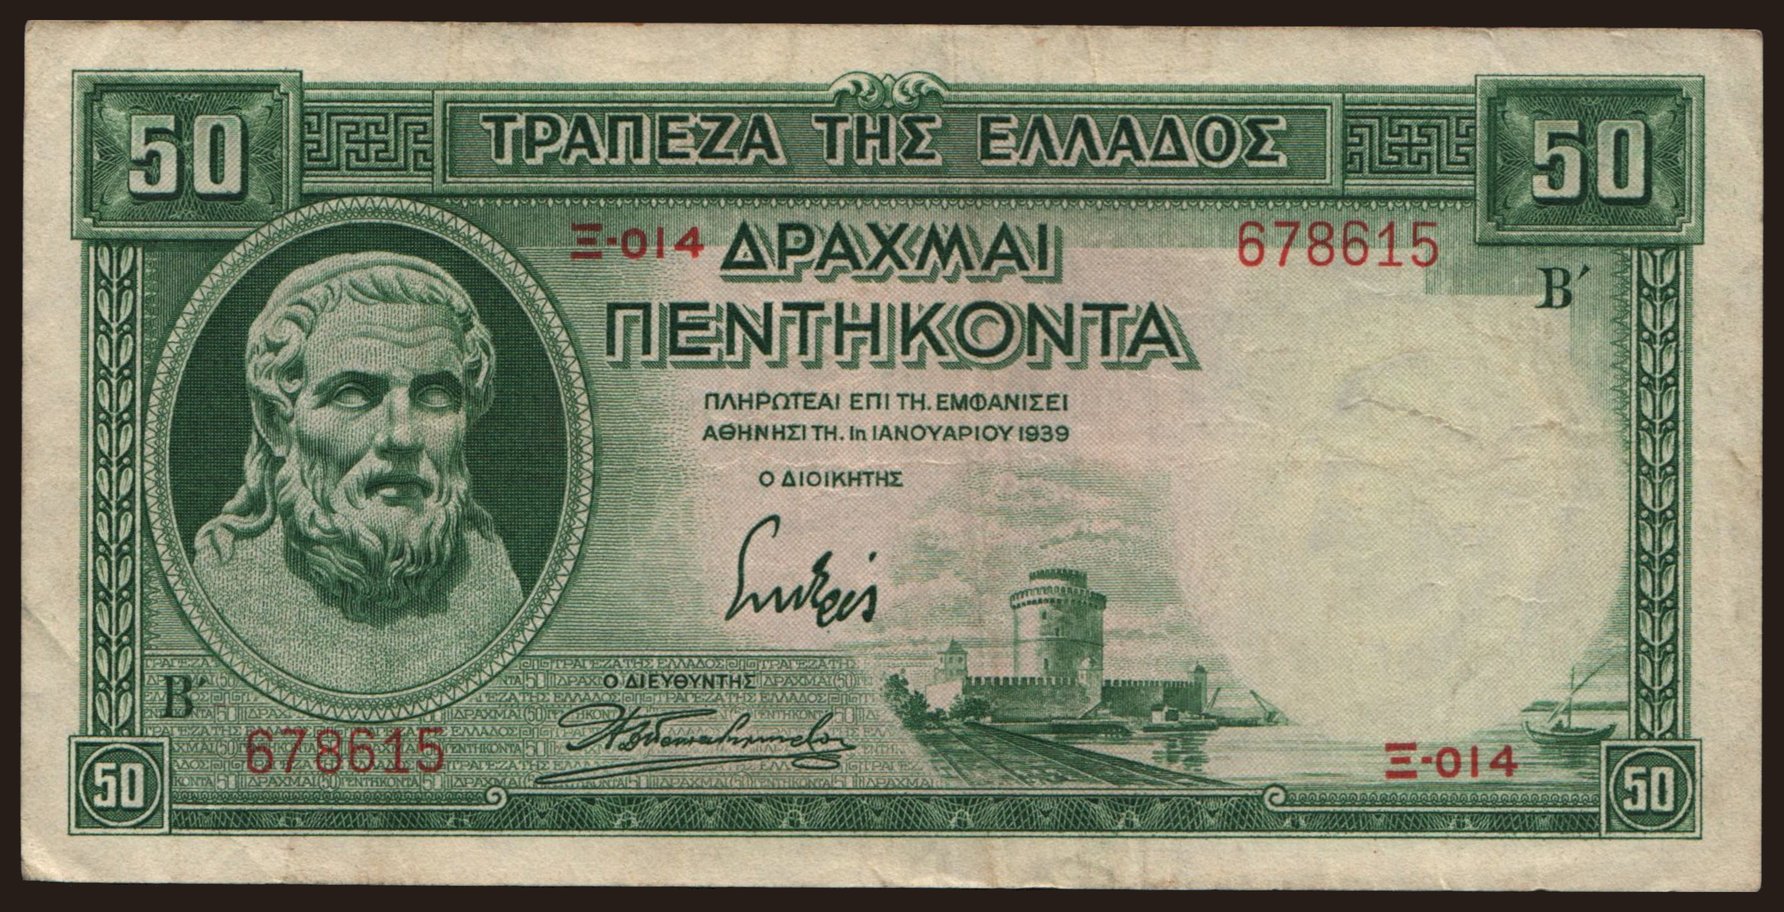 50 ΤΡΑΠΕΖΑ ΤΗΣ ΕΛΛΑΔΟΣ 50
Ξ-014 ΔΡΑΧΜΑΙ 678615
Β΄
ΠΕΝΤΗΚΟΝΤΑ
ΠΛΗΡΩΤΕΑΙ ΕΠΙ ΤΗ. ΕΜΦΑΝΙΣΕΙ
ΑΘΗΝΗΣΙ ΤΗ. 1η ΙΑΝΟΥΑΡΙΟΥ 1939
Ο ΔΙΟΙΚΗΤΗΣ
Ο ΔΙΕΥΘΥΝΤΗΣ
Β΄
678615 Ξ-014
50 50